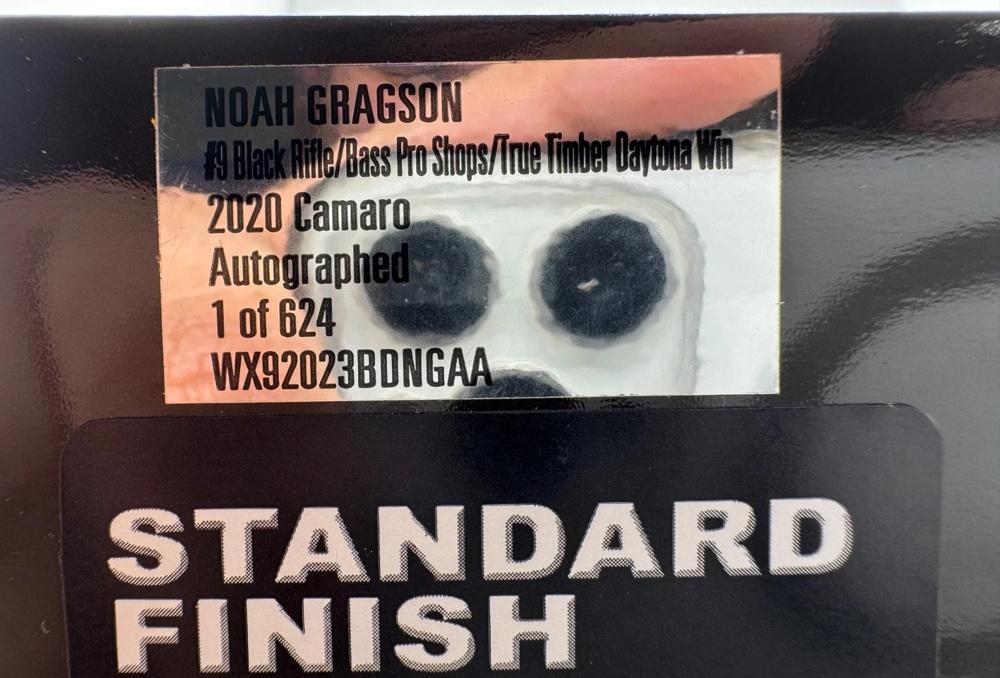 NOAH GRAGSON
#9 Black Rifle/Bass Pro Shops/True Timber Daytona Win
2020 Camaro
Autographed
1 of 624
WX92023BDNGAA
STANDARD
FINISH